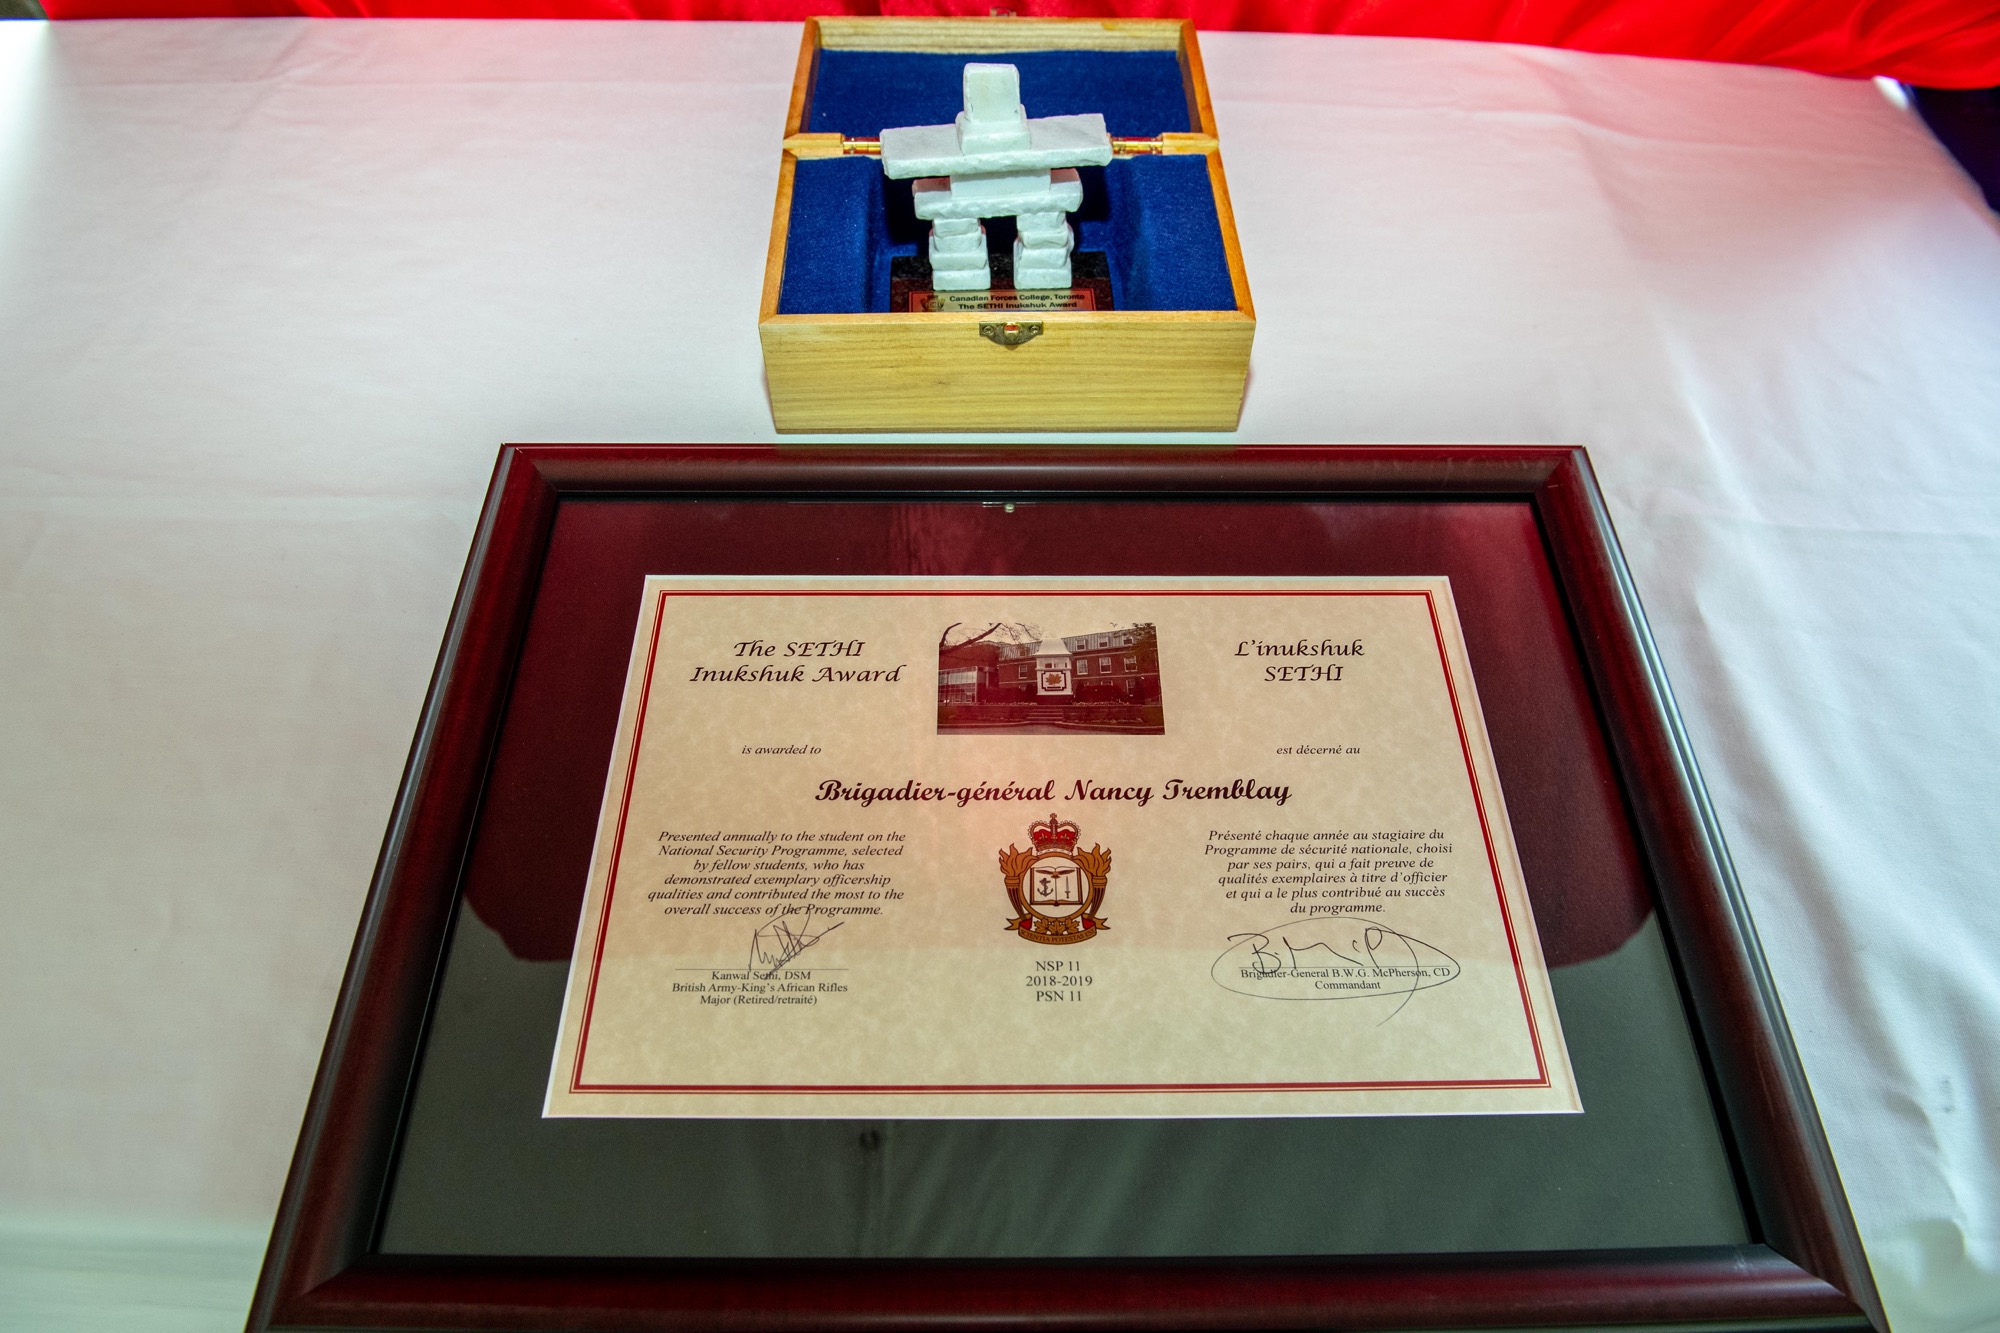 Canadian Forces College, Toronto
The SETHI Inukshuk Award
The SETHI
Inukshuk Award
L'inukshuk
SETHI
is awarded to
est décerné au
Brigadier-général Nancy Tremblay
Presented annually to the student on the
National Security Programme, selected
by fellow students, who has
demonstrated exemplary officership
qualities and contributed the most to the
overall success of the Programme.
Présenté chaque année au stagiaire du
Programme de sécurité nationale, choisi
par ses pairs, qui a fait preuve de
qualités exemplaires à titre d'officier
et qui a le plus contribué au succès
du programme.
Kanwal Sethi, DSM
British Army-King's African Rifles
Major (Retired/retraité)
NSP 11
2018-2019
PSN 11
Brigadier-General B.W.G. McPherson, CD
Commandant